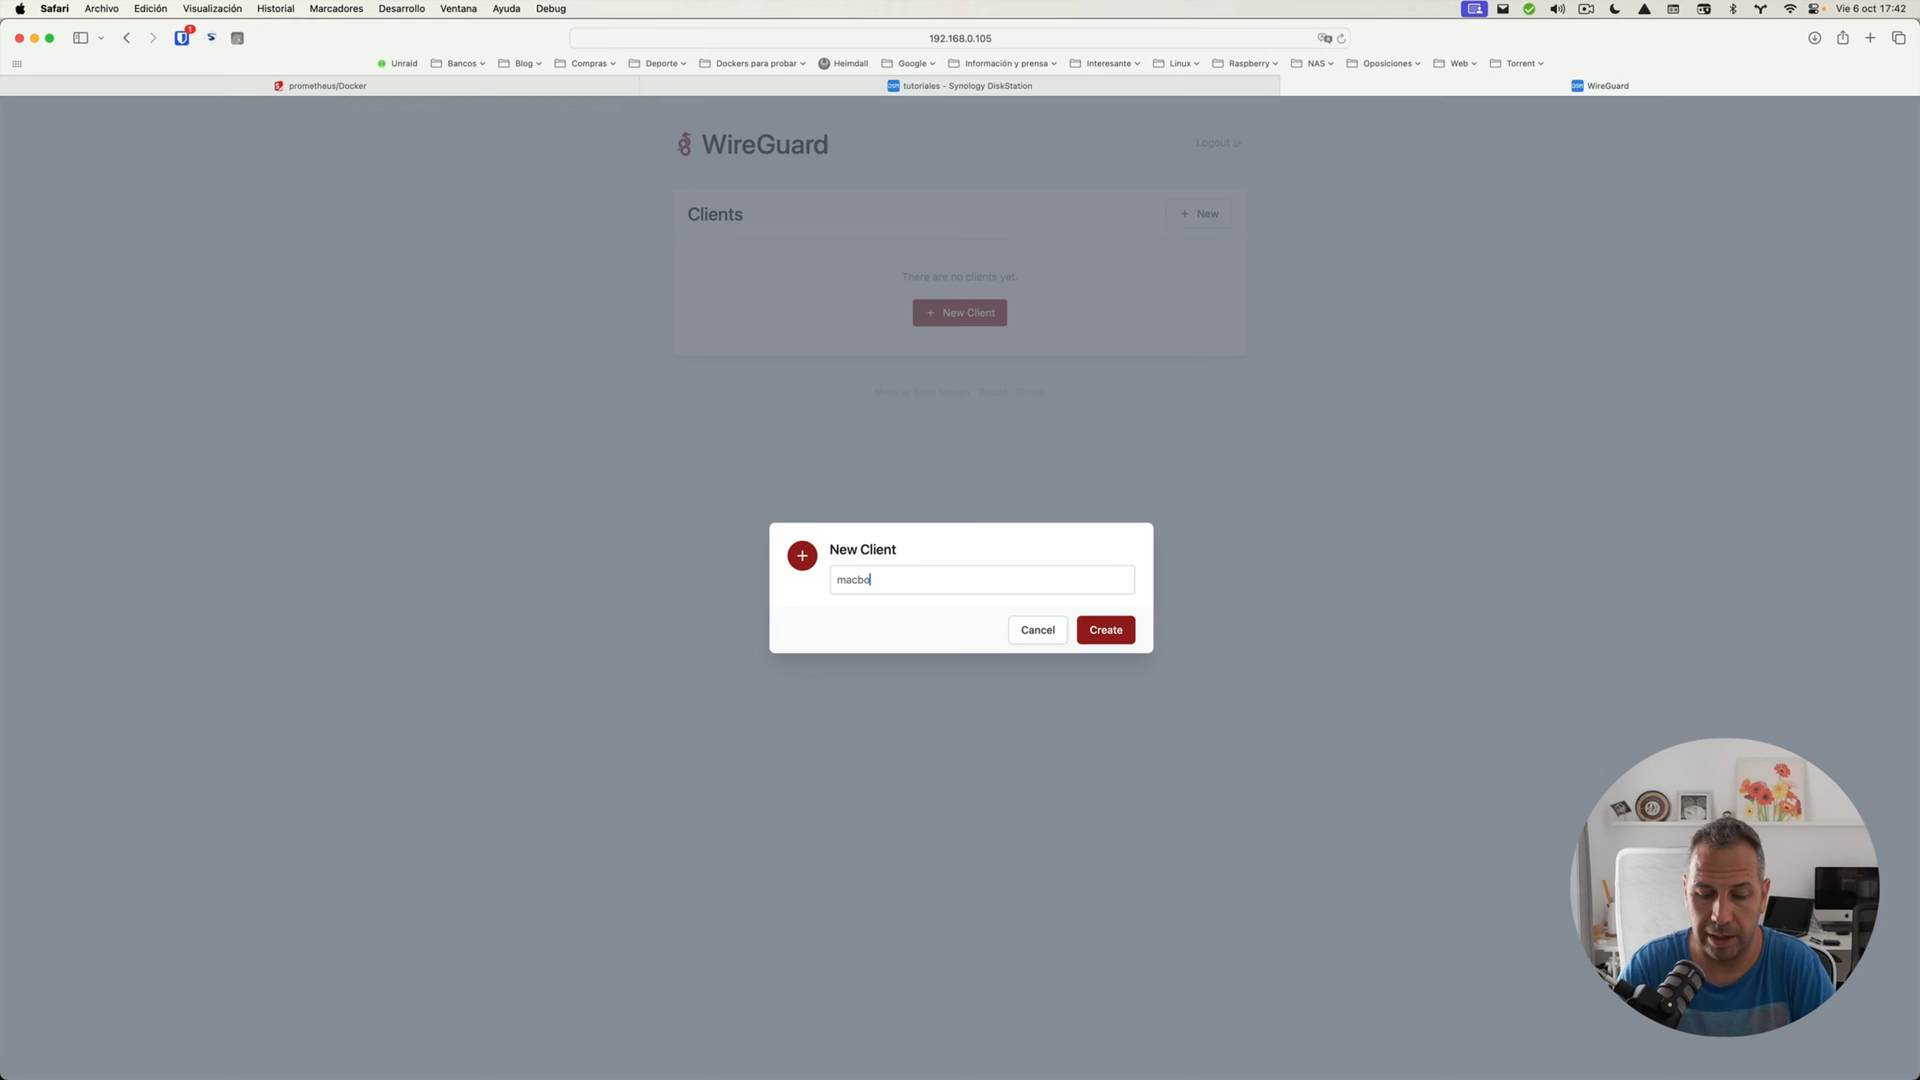 Safari Archivo Edición Visualización Historial Marcadores Desarrollo Ventana Ayuda Debug Vie 6 oct 17:42
1
192.168.0.105
Unraid Bancos Blog Compras Deporte Dockers para probar Heimdall Google Información y prensa Interesante Linux Raspberry NAS Oposiciones Web Torrent
prometheus/Docker DSM tutoriales - Synology DiskStation DSM WireGuard
WireGuard Logout
Clients + New
There are no clients yet.
+ New Client
New Client
macbo
Cancel Create